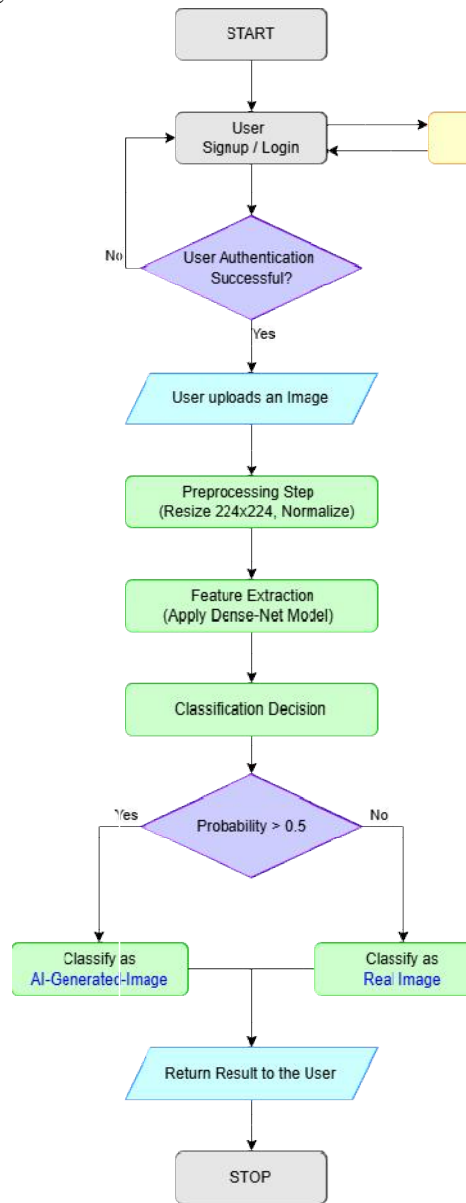 START
User
Signup / Login
No
User Authentication
Successful?
Yes
User uploads an Image
Preprocessing Step
(Resize 224x224, Normalize)
Feature Extraction
(Apply Dense-Net Model)
Classification Decision
Yes
Probability > 0.5
No
Classify as
AI-Generated-Image
Classify as
Real Image
Return Result to the User
STOP